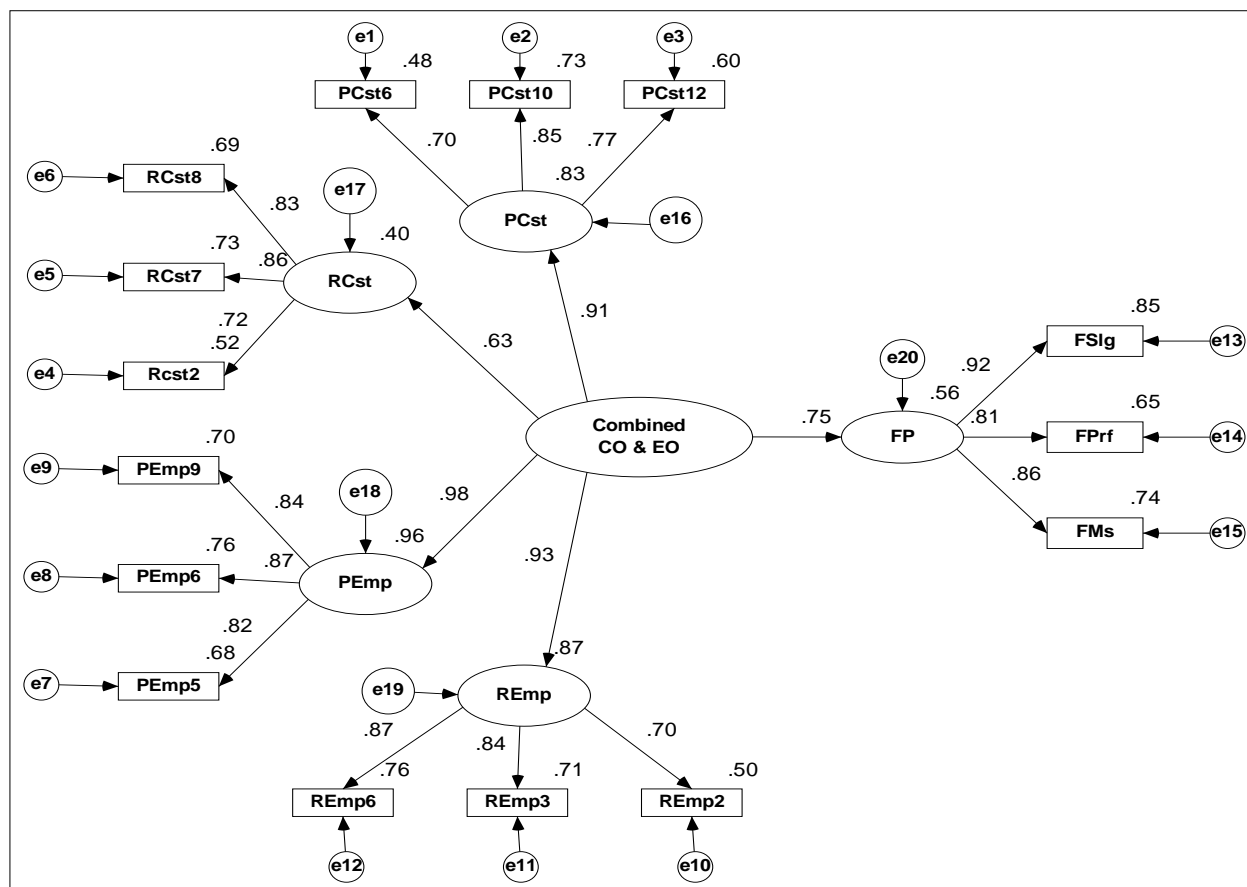 e1
e2
e3
.48
.73
.60
PCst6
PCst10
PCst12
.70
.85
.77
.83
PCst
e16
.69
e6
RCst8
e17
.83
.73
.86
.40
e5
RCst7
RCst
.72
.52
e4
Rcst2
.63
.91
.70
e9
PEmp9
e18
.84
.98
.76
.87
.96
e8
PEmp6
PEmp
.82
.68
e7
PEmp5
Combined
CO & EO
.75
e20
.56
FP
.92
.81
.86
.85
FSlg
e13
.65
FPrf
e14
.74
FMs
e15
.93
.87
e19
REmp
.87
.84
.70
.76
.71
.50
REmp6
REmp3
REmp2
e12
e11
e10